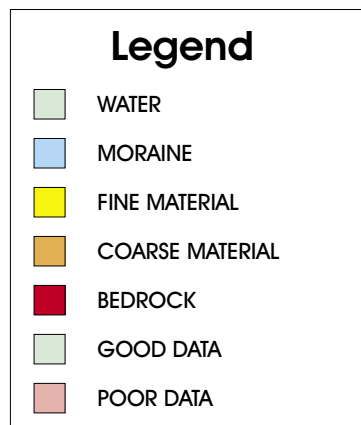 Legend
WATER
MORAINE
FINE MATERIAL
COARSE MATERIAL
BEDROCK
GOOD DATA
POOR DATA